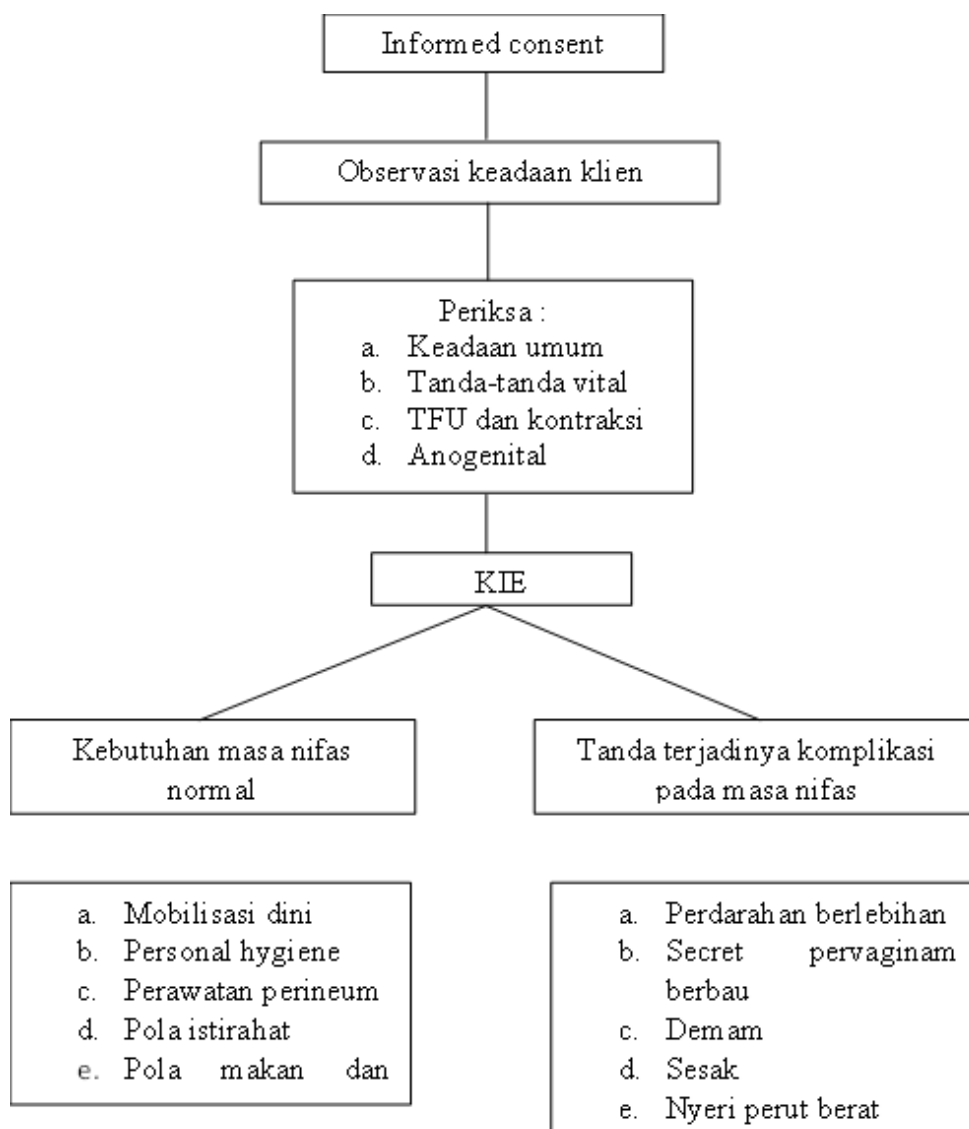 Informed consent
Observasi keadaan klien
Periksa :
a. Keadaan umum
b. Tanda-tanda vital
c. TFU dan kontraksi
d. Anogenital
KIE
Kebutuhan masa nifas
normal
Tanda terjadinya komplikasi
pada masa nifas
a. Mobilisasi dini
b. Personal hygiene
c. Perawatan perineum
d. Pola istirahat
e. Pola makan dan
a. Perdarahan berlebihan
b. Secret pervaginam
berbau
c. Demam
d. Sesak
e. Nyeri perut berat